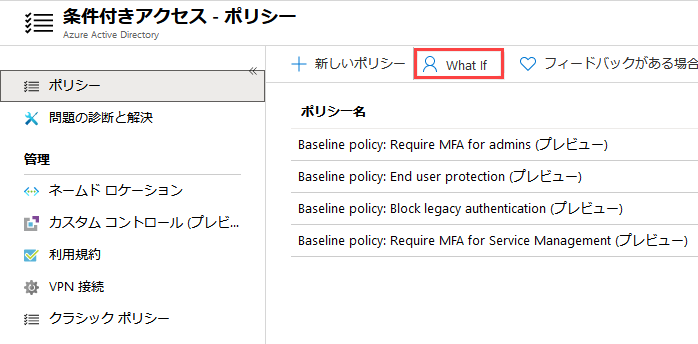 条件付きアクセス - ポリシー
Azure Active Directory
«
ポリシー
問題の診断と解決
管理
ネームド ロケーション
カスタム コントロール (プレビ...
利用規約
VPN 接続
クラシック ポリシー
+ 新しいポリシー What If フィードバックがある場合
ポリシー名
Baseline policy: Require MFA for admins (プレビュー)
Baseline policy: End user protection (プレビュー)
Baseline policy: Block legacy authentication (プレビュー)
Baseline policy: Require MFA for Service Management (プレビュー)